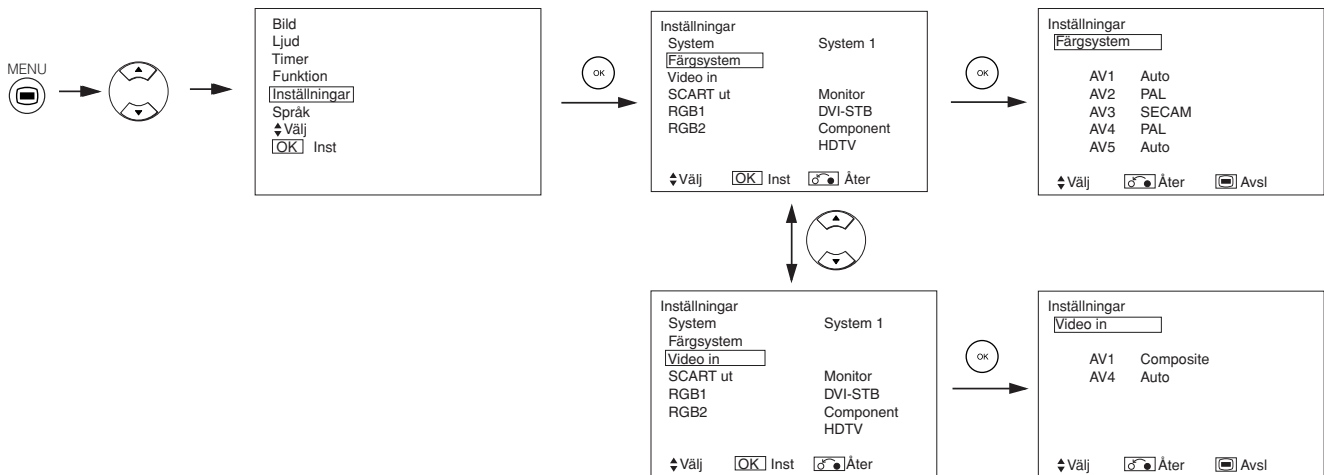 MENU
Bild
Ljud
Timer
Funktion
Inställningar
Språk
Välj
OK Inst
OK
Inställningar
System System 1
Färgsystem
Video in
SCART ut Monitor
RGB1 DVI-STB
RGB2 Component
HDTV
Välj OK Inst Åter
OK
Inställningar
Färgsystem
AV1 Auto
AV2 PAL
AV3 SECAM
AV4 PAL
AV5 Auto
Välj Åter Avsl
Inställningar
System System 1
Färgsystem
Video in
SCART ut Monitor
RGB1 DVI-STB
RGB2 Component
HDTV
Välj OK Inst Åter
OK
Inställningar
Video in
AV1 Composite
AV4 Auto
Välj Åter Avsl